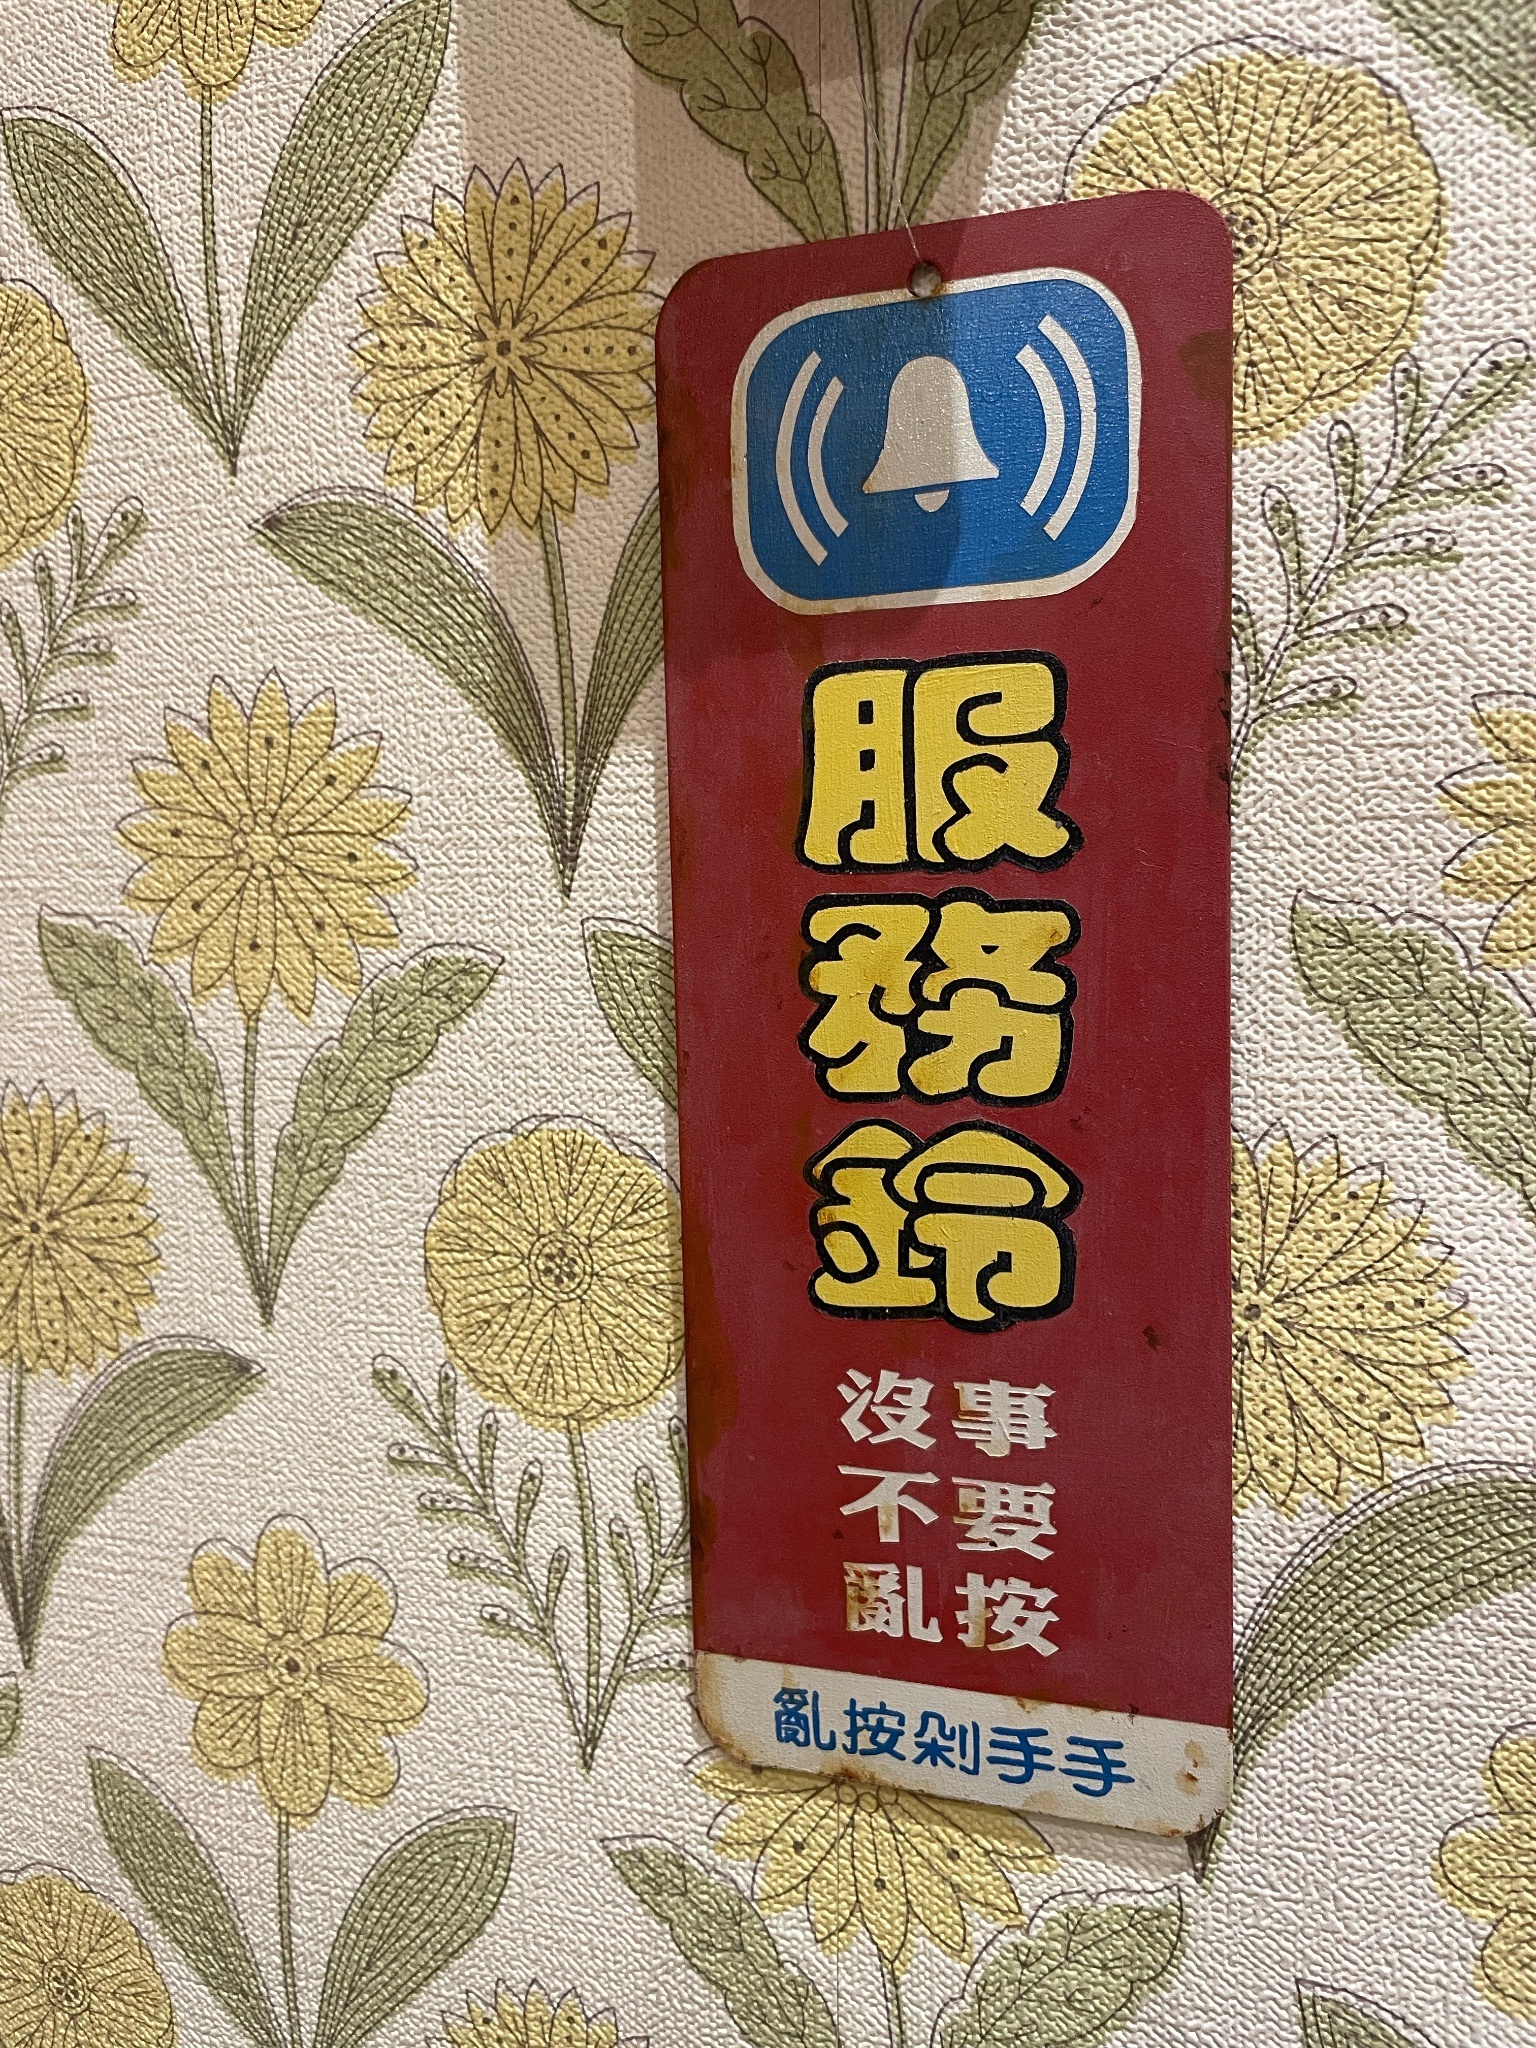 服務鈴
沒事
不要
亂按
亂按剁手手